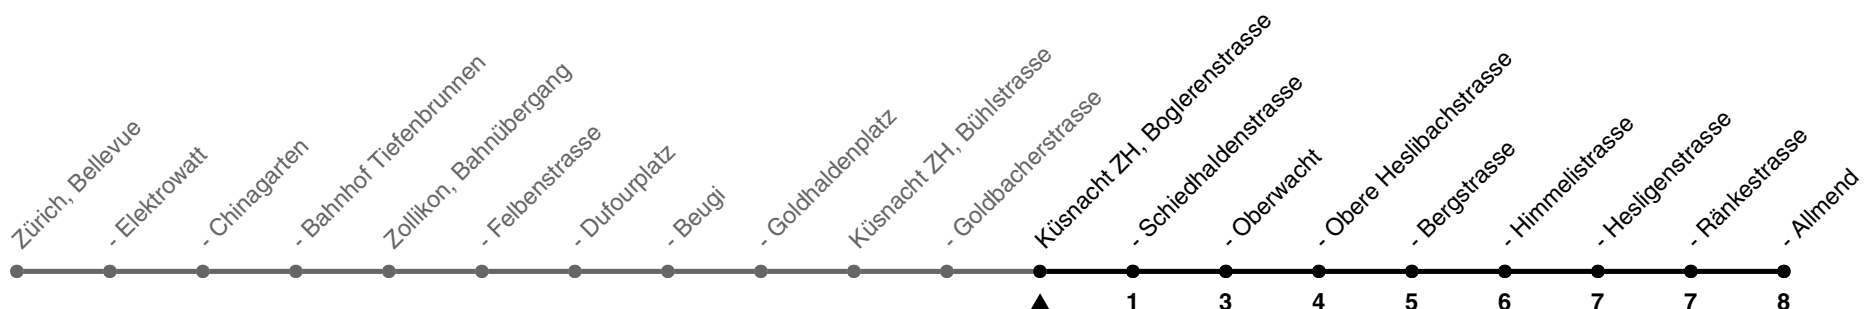 Zürich, Bellevue
- Elektrowatt
- Chinagarten
- Bahnhof Tiefenbrunnen
Zollikon, Bahnübergang
- Felbenstrasse
- Dufourplatz
- Beugi
- Goldhaldenplatz
Küsnacht ZH, Bühlstrasse
- Goldbacherstrasse
Küsnacht ZH, Boglerenstrasse
- Schiedhaldenstrasse
- Oberwacht
- Obere Heslibachstrasse
- Bergstrasse
- Himmelistrasse
- Hesligenstrasse
- Ränkestrasse
- Allmend
1 3 4 5 6 7 7 8